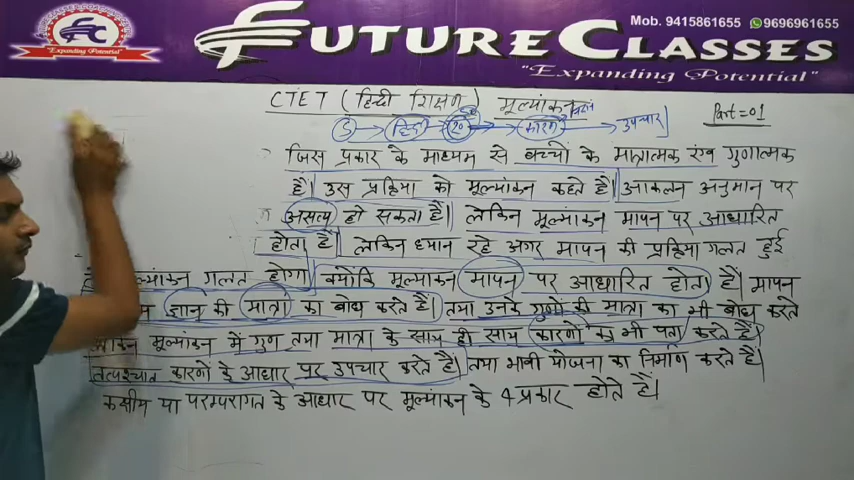 Mob. 9415861655 9696961655
FUTURE CLASSES
"Expanding Potential"
"Expanding Potential"
CTET (हिन्दी शिक्षण) मूल्यांकन Part=01
S हिन्दी 20 कारण उपचार
जिस प्रकार के माध्यम से बच्चों के मात्रात्मक एंव गुणात्मक
है। उस प्रक्रिया को मूल्यांकन कहते हैं। आकलन अनुमान पर
असत्य हो सकता है। लेकिन मूल्यांकन मापन पर आधारित
होता है। लेकिन ध्यान रहे अगर मापन की प्रक्रिया गलत हुई
मूल्यांकन गलत होगा क्योंकि मूल्यांकन मापन पर आधारित होता है। मापन
ज्ञान की मात्रा का बोध करते हैं। तथा उनके गुणों की मात्रा का भी बोध करते
लेकिन मूल्यांकन में गुण तथा मात्रा के साथ ही साथ कारणों का भी पता करते है
तत्पश्चात कारणों के आधार पर उपचार करते है। तथा भावी योजना का निर्माण करते है।
कक्षीय या परम्परागत के आधार पर मूल्यांकन के 4 प्रकार होते हैं।